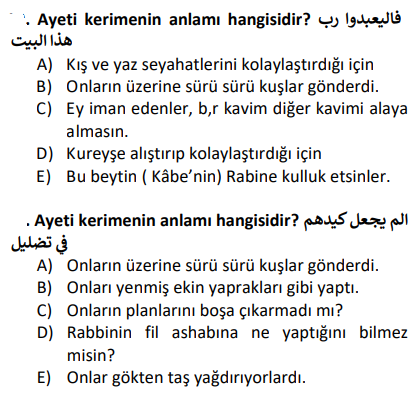 . Ayeti kerimenin anlamı hangisidir? فاليعبدوا رب
هذا البيت
A) Kış ve yaz seyahatlerini kolaylaştırdığı için
B) Onların üzerine sürü sürü kuşlar gönderdi.
C) Ey iman edenler, b,r kavim diğer kavimi alaya
almasın.
D) Kureyşe alıştırıp kolaylaştırdığı için
E) Bu beytin ( Kâbe’nin) Rabine kulluk etsinler.
. Ayeti kerimenin anlamı hangisidir? الم يجعل كيدهم
في تضليل
A) Onların üzerine sürü sürü kuşlar gönderdi.
B) Onları yenmiş ekin yaprakları gibi yaptı.
C) Onların planlarını boşa çıkarmadı mı?
D) Rabbinin fil ashabına ne yaptığını bilmez
misin?
E) Onlar gökten taş yağdırıyorlardı.